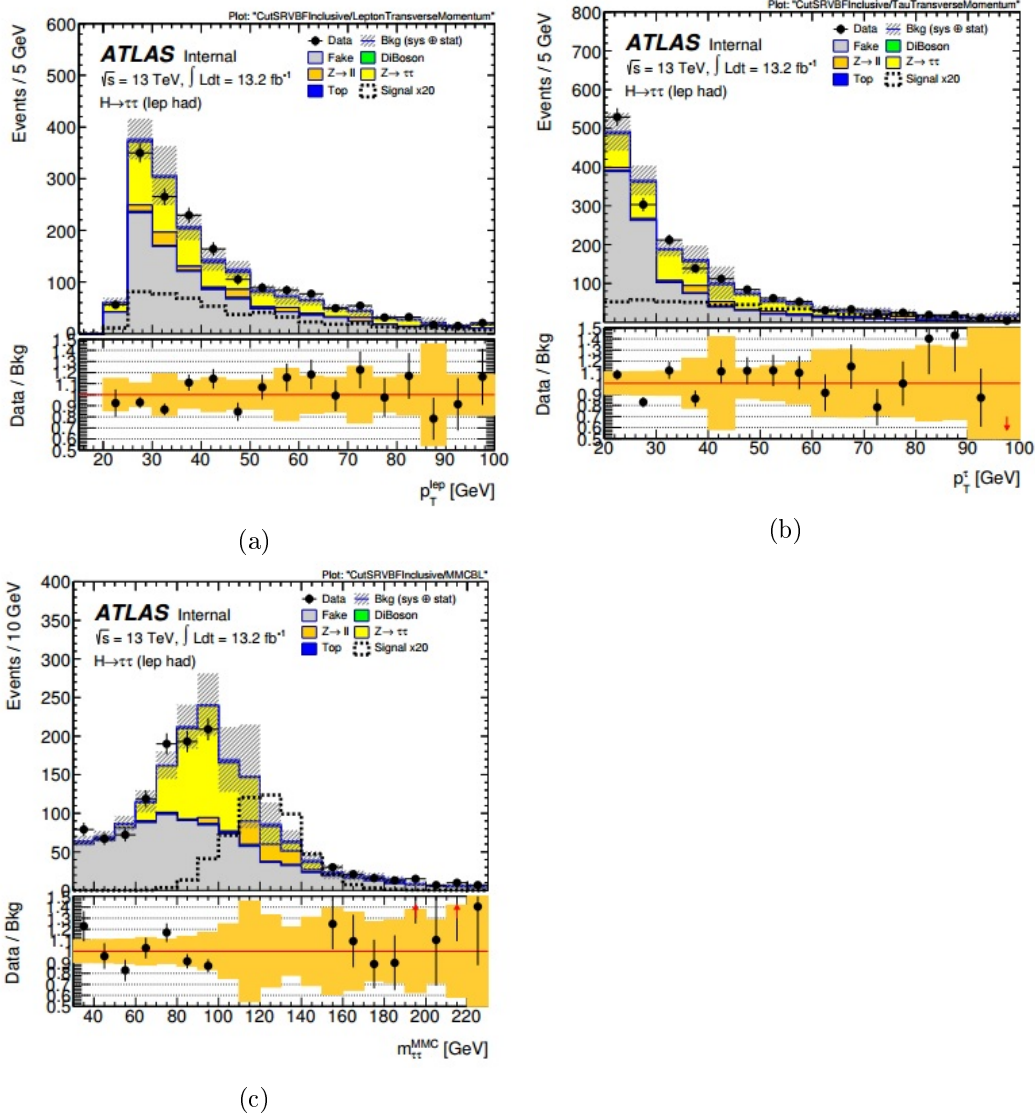 Plot: "CutSRVBFInclusive/LeptonTransverseMomentum"
Events / 5 GeV
600
500
400
300
200
100
0
ATLAS Internal
√s = 13 TeV, ∫ Ldt = 13.2 fb⁻¹
H→ττ (lep had)
Data
Bkg (sys ⊕ stat)
Fake
DiBoson
Z→ ll
Z→ ττ
Top
Signal x20
Data / Bkg
1.5
1.4
1.3
1.2
1.1
1
0.9
0.8
0.7
0.6
0.5
20 30 40 50 60 70 80 90 100
p_T^lep [GeV]
(a)
Plot: "CutSRVBFInclusive/TauTransverseMomentum"
Events / 5 GeV
800
700
600
500
400
300
200
100
ATLAS Internal
√s = 13 TeV, ∫ Ldt = 13.2 fb⁻¹
H→ττ (lep had)
Data
Bkg (sys ⊕ stat)
Fake
DiBoson
Z→ ll
Z→ ττ
Top
Signal x20
Data / Bkg
1.5
1.4
1.3
1.2
1.1
1
0.9
0.8
0.7
0.6
0.5
20 30 40 50 60 70 80 90 100
p_T^τ [GeV]
(b)
Plot: "CutSRVBFInclusive/MMCBL"
Events / 10 GeV
400
350
300
250
200
150
100
50
0
ATLAS Internal
√s = 13 TeV, ∫ Ldt = 13.2 fb⁻¹
H→ττ (lep had)
Data
Bkg (sys ⊕ stat)
Fake
DiBoson
Z→ ll
Z→ ττ
Top
Signal x20
Data / Bkg
1.5
1.4
1.3
1.2
1.1
1
0.9
0.8
0.7
0.6
0.5
40 60 80 100 120 140 160 180 200 220
m_ττ^MMC [GeV]
(c)